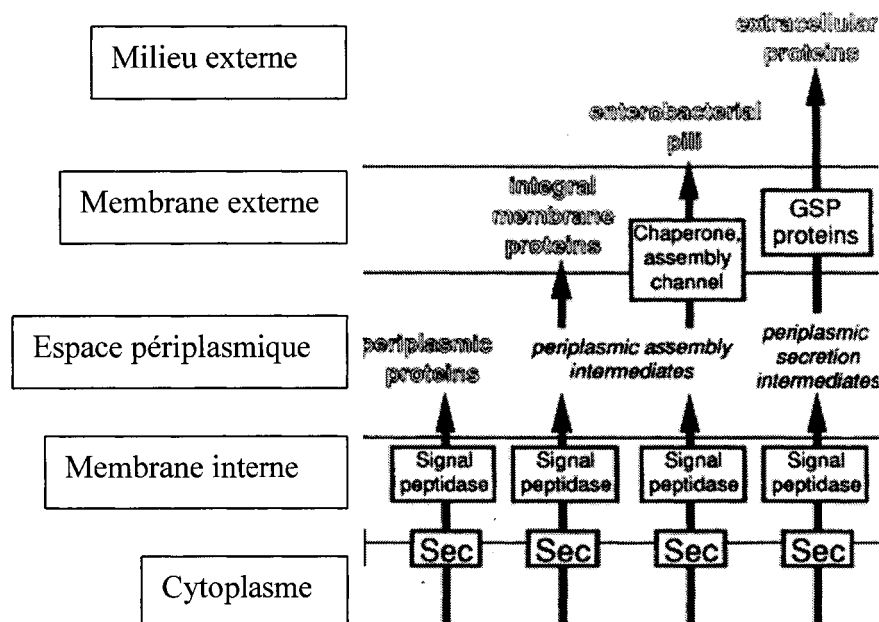 Milieu externe
extracellular
proteins
enterobacterial
pili
Membrane externe
integral
membrane
proteins
Chaperone,
assembly
channel
GSP
proteins
Espace périplasmique
periplasmic
proteins
periplasmic assembly
intermediates
periplasmic
secretion
intermediates
Membrane interne
Signal
peptidase
Signal
peptidase
Signal
peptidase
Signal
peptidase
Sec
Sec
Sec
Sec
Cytoplasme